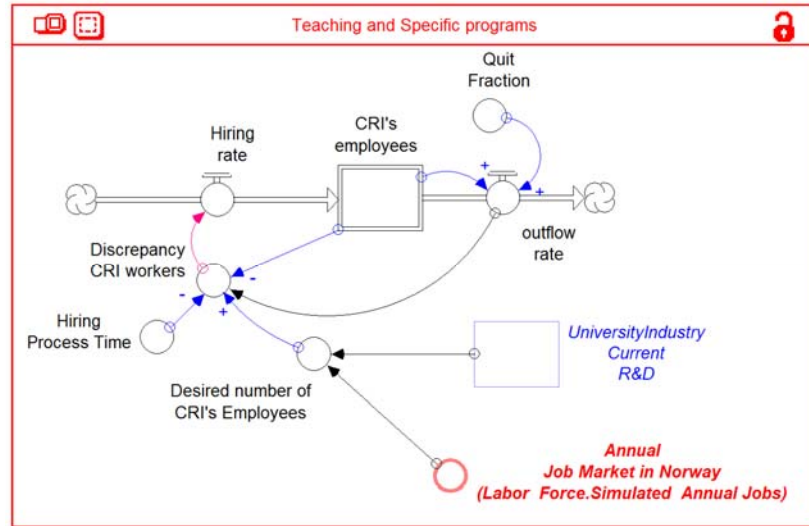 Teaching and Specific programs
Quit
Fraction
CRI's
employees
Hiring
rate
+
+
outflow
rate
Discrepancy
CRI workers
-
-
+
Hiring
Process Time
UniversityIndustry
Current
R&D
Desired number of
CRI's Employees
Annual
Job Market in Norway
(Labor Force.Simulated Annual Jobs)